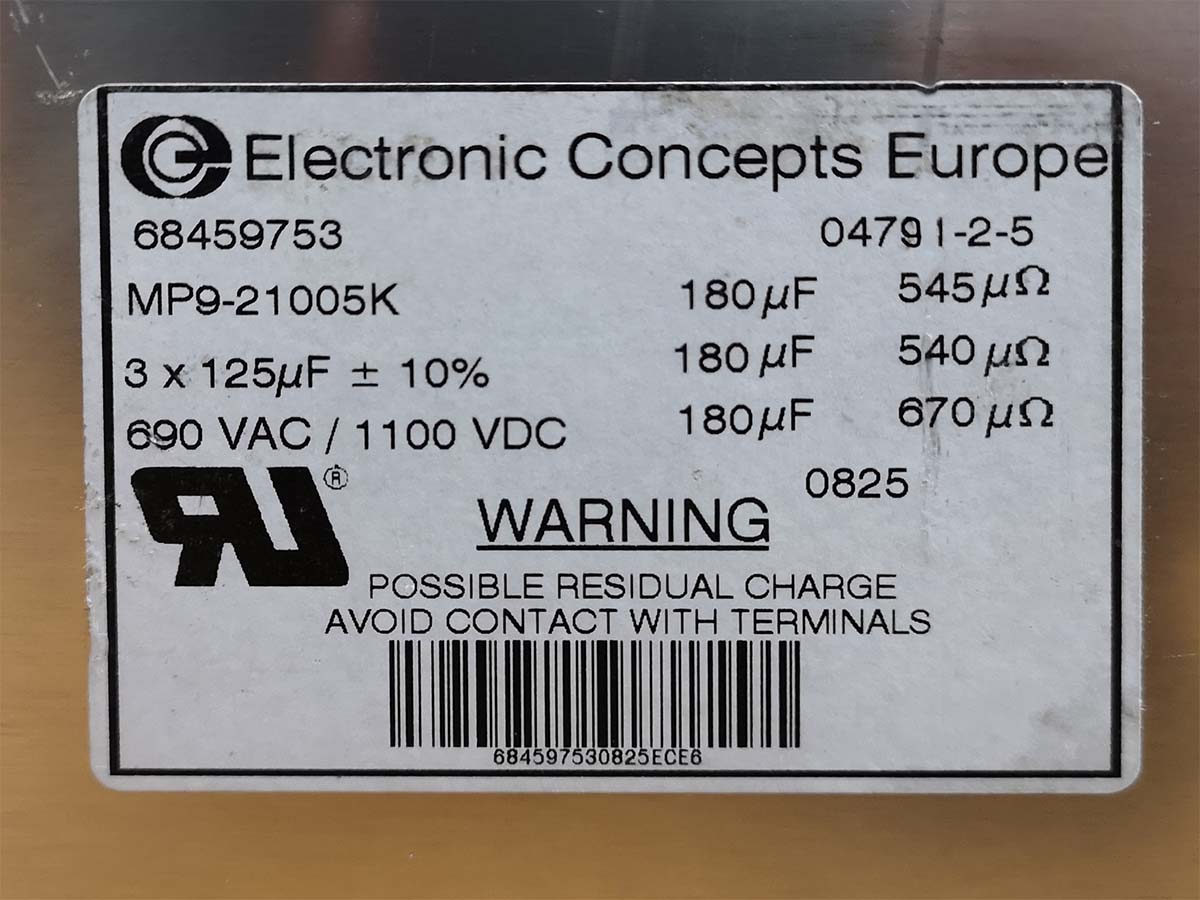 Electronic Concepts Europe
68459753 04791-2-5
MP9-21005K 180µF 545µΩ
3 x 125µF ± 10% 180µF 540µΩ
690 VAC / 1100 VDC 180µF 670µΩ
0825
RU®
WARNING
POSSIBLE RESIDUAL CHARGE
AVOID CONTACT WITH TERMINALS
684597530825ECE6